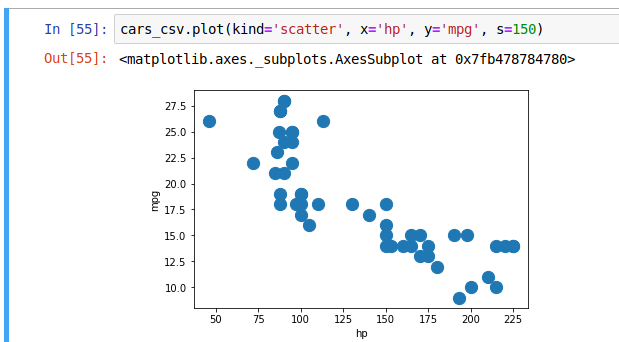 In [55]: cars_csv.plot(kind='scatter', x='hp', y='mpg', s=150)
Out[55]: <matplotlib.axes._subplots.AxesSubplot at 0x7fb478784780>
27.5
25.0
22.5
20.0
mpg
17.5
15.0
12.5
10.0
50 75 100 125 150 175 200 225
hp